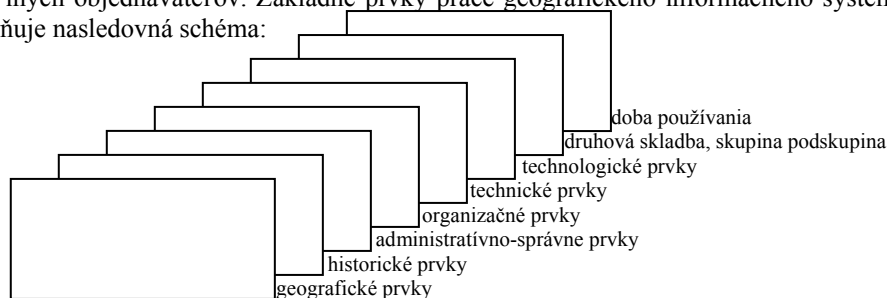 iných objednávateľov. Základné prvky práce geografického informačného systém
ňuje nasledovná schéma:
doba používania
druhová skladba, skupina podskupina
technologické prvky
technické prvky
organizačné prvky
administratívno-správne prvky
historické prvky
geografické prvky